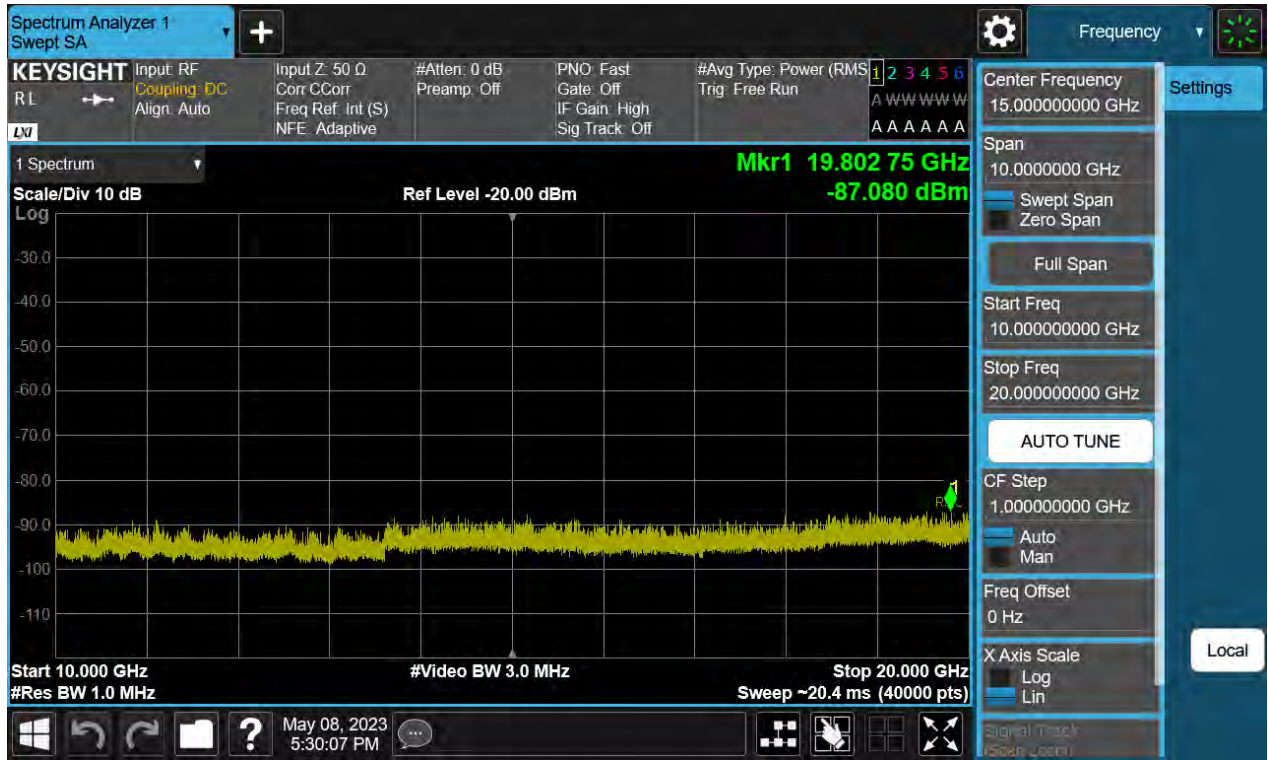 Spectrum Analyzer 1
Swept SA
Frequency
KEYSIGHT
RL
LXI
Input: RF
Coupling: DC
Align: Auto
Input Z: 50 Ω
Corr CCorr
Freq Ref: Int (S)
NFE: Adaptive
#Atten: 0 dB
Preamp: Off
PNO: Fast
Gate: Off
IF Gain: High
Sig Track: Off
#Avg Type: Power (RMS
Trig: Free Run
1 2 3 4 5 6
A W W W W W
A A A A A A
1 Spectrum
Mkr1 19.802 75 GHz
Scale/Div 10 dB
Ref Level -20.00 dBm
-87.080 dBm
Log
-30.0
-40.0
-50.0
-60.0
-70.0
-80.0
-90.0
-100
-110
1
Start 10.000 GHz
#Video BW 3.0 MHz
Stop 20.000 GHz
#Res BW 1.0 MHz
Sweep ~20.4 ms (40000 pts)
May 08, 2023
5:30:07 PM
?
Center Frequency
15.000000000 GHz
Settings
Span
10.0000000 GHz
Swept Span
Zero Span
Full Span
Start Freq
10.000000000 GHz
Stop Freq
20.000000000 GHz
AUTO TUNE
CF Step
1.000000000 GHz
Auto
Man
Freq Offset
0 Hz
X Axis Scale
Log
Lin
Local
Signal Track
(Span Zoom)